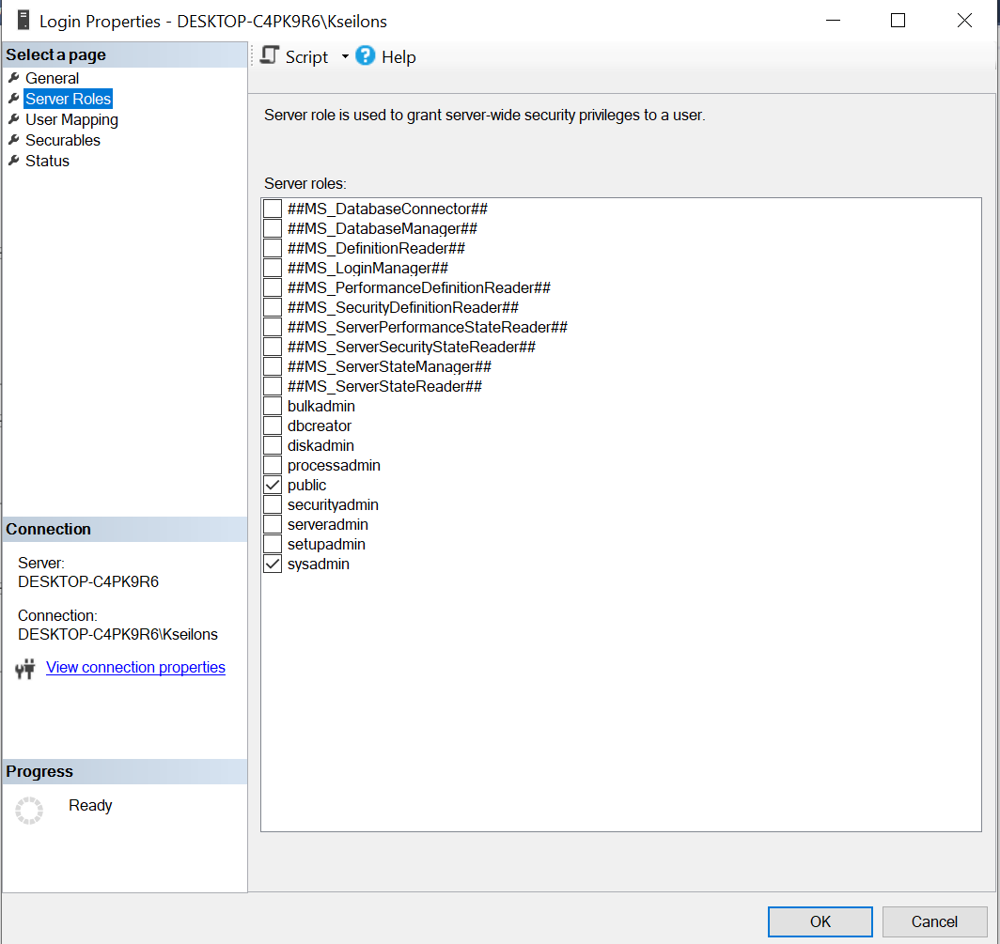 Login Properties - DESKTOP-C4PK9R6\Kseilons
Select a page
General
Server Roles
User Mapping
Securables
Status
Script
Help
Server role is used to grant server-wide security privileges to a user.
Server roles:
##MS_DatabaseConnector##
##MS_DatabaseManager##
##MS_DefinitionReader##
##MS_LoginManager##
##MS_PerformanceDefinitionReader##
##MS_SecurityDefinitionReader##
##MS_ServerPerformanceStateReader##
##MS_ServerSecurityStateReader##
##MS_ServerStateManager##
##MS_ServerStateReader##
bulkadmin
dbcreator
diskadmin
processadmin
public
securityadmin
serveradmin
setupadmin
sysadmin
Connection
Server:
DESKTOP-C4PK9R6
Connection:
DESKTOP-C4PK9R6\Kseilons
View connection properties
Progress
Ready
OK
Cancel